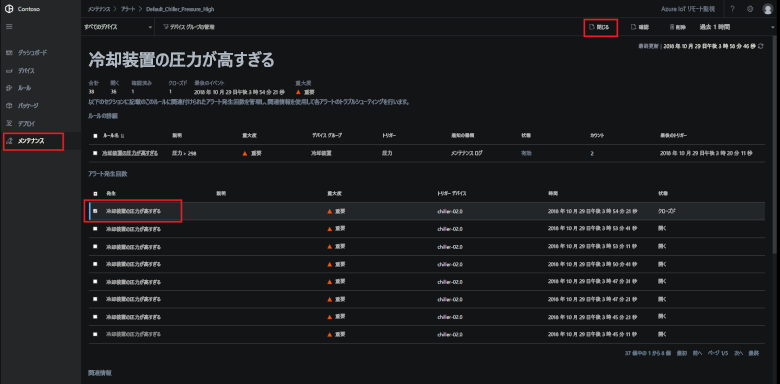 Contoso
メンテナンス > アラート > Default_Chiller_Pressure_High
Azure IoT リモート監視
?
すべてのデバイス
デバイス グループの管理
閉じる
確認
削除
過去 1 時間
ダッシュボード
デバイス
ルール
パッケージ
デプロイ
メンテナンス
最終更新 | 2018 年 10 月 29 日午後 3 時 58 分 46 秒
冷却装置の圧力が高すぎる
合計 開く 確認済み クローズド 最後のイベント 重大度
38 36 1 1 2018 年 10 月 29 日午後 3 時 54 分 21 秒 重要
以下のセクションに記載のこのルールに関連付けられたアラート発生回数を管理し、関連情報を使用して各アラートのトラブルシューティングを行います。
ルールの詳細
ルール名 説明 重大度 デバイス グループ トリガー 通知の種類 状態 カウント 最後のトリガー
冷却装置の圧力が高すぎる 圧力 > 298 重要 冷却装置 圧力 メンテナンス ログ 有効 2 2018 年 10 月 29 日午後 3 時 20 分 11 秒
アラート発生回数
発生 説明 重大度 トリガー デバイス 時間 状態
冷却装置の圧力が高すぎる 重要 chiller-02.0 2018 年 10 月 29 日午後 3 時 54 分 21 秒 クローズド
冷却装置の圧力が高すぎる 重要 chiller-02.0 2018 年 10 月 29 日午後 3 時 53 分 41 秒 開く
冷却装置の圧力が高すぎる 重要 chiller-02.0 2018 年 10 月 29 日午後 3 時 53 分 11 秒 開く
冷却装置の圧力が高すぎる 重要 chiller-02.0 2018 年 10 月 29 日午後 3 時 50 分 41 秒 開く
冷却装置の圧力が高すぎる 重要 chiller-02.0 2018 年 10 月 29 日午後 3 時 47 分 31 秒 開く
冷却装置の圧力が高すぎる 重要 chiller-02.0 2018 年 10 月 29 日午後 3 時 47 分 21 秒 開く
冷却装置の圧力が高すぎる 重要 chiller-02.0 2018 年 10 月 29 日午後 3 時 45 分 21 秒 開く
冷却装置の圧力が高すぎる 重要 chiller-02.0 2018 年 10 月 29 日午後 3 時 45 分 11 秒 開く
37 個中の 1 から 8 個 最初 前へ ページ 1/5 次へ 最終
関連情報